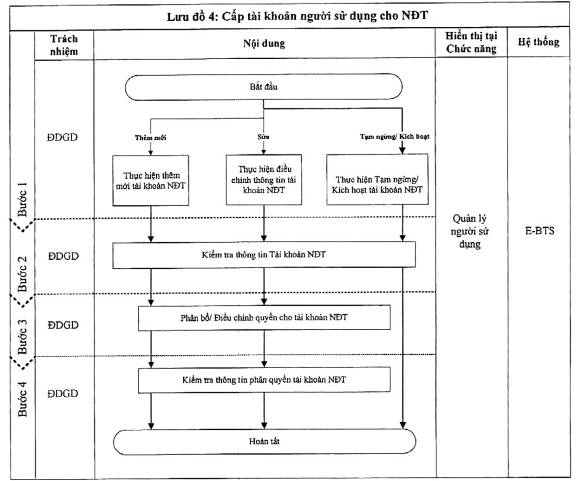 Lưu đồ 4: Cấp tài khoản người sử dụng cho NĐT
Trách
nhiệm
Nội dung
Hiển thị tại
Chức năng
Hệ thống
Bắt đầu
Bước 1
ĐDGD
Thêm mới
Sửa
Tạm ngừng/ Kích hoạt
Thực hiện thêm
mới tài khoản NĐT
Thực hiện điều
chỉnh thông tin tài
khoản NĐT
Thực hiện Tạm ngừng/
Kích hoạt tài khoản NĐT
Quản lý
người sử
dụng
E-BTS
Bước 2
ĐDGD
Kiểm tra thông tin Tài khoản NĐT
Bước 3
ĐDGD
Phân bổ/ Điều chỉnh quyền cho tài khoản NĐT
Bước 4
ĐDGD
Kiểm tra thông tin phân quyền tài khoản NĐT
Hoàn tất